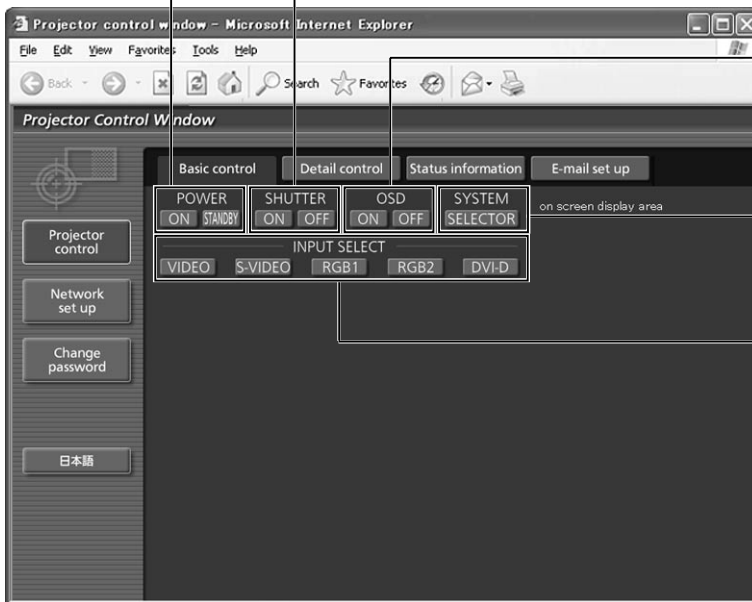 Projector control window - Microsoft Internet Explorer
File Edit View Favorites Tools Help
Back Search Favorites
Projector Control Window
Basic control Detail control Status information E-mail set up
POWER SHUTTER OSD SYSTEM
ON STANDBY ON OFF ON OFF SELECTOR
on screen display area
INPUT SELECT
VIDEO S-VIDEO RGB1 RGB2 DVI-D
Projector
control
Network
set up
Change
password
日本語